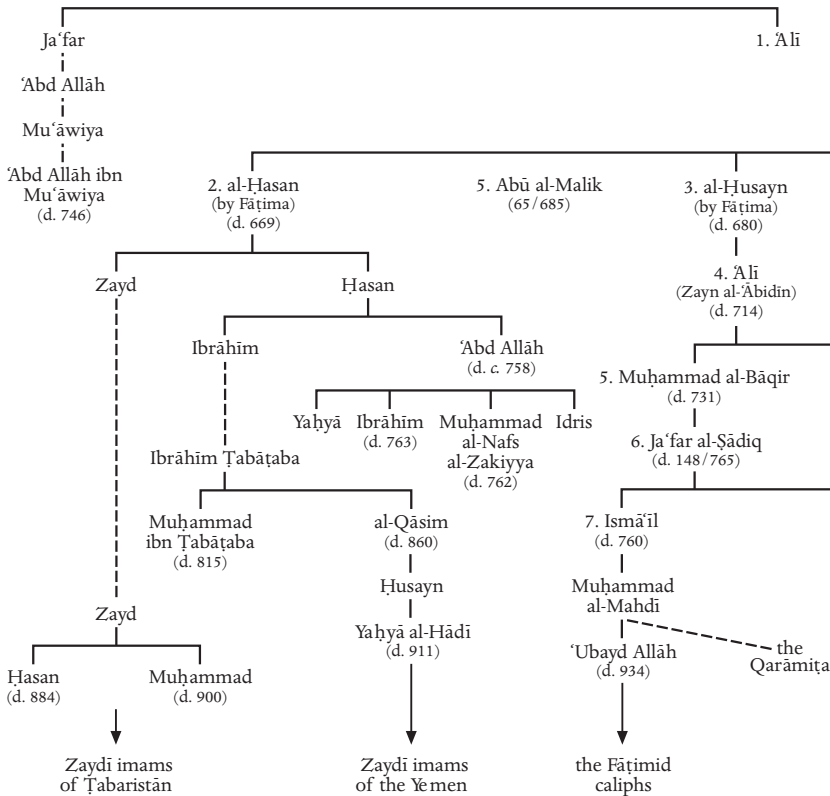 Jaʿfar
1. ʿAlī
ʿAbd Allāh
Muʿāwiya
ʿAbd Allāh ibn
Muʿāwiya
(d. 746)
2. al-Ḥasan
(by Fāṭima)
(d. 669)
5. Abū al-Malik
(65/685)
3. al-Ḥusayn
(by Fāṭima)
(d. 680)
4. ʿAlī
(Zayn al-ʿĀbidīn)
(d. 714)
Zayd
Ḥasan
Ibrāhīm
ʿAbd Allāh
(d. c. 758)
5. Muḥammad al-Bāqir
(d. 731)
Yaḥyā
Ibrāhīm
(d. 763)
Muḥammad
al-Nafs
al-Zakiyya
(d. 762)
Idris
6. Jaʿfar al-Ṣādiq
(d. 148/765)
Ibrāhīm Ṭabāṭaba
Muḥammad
ibn Ṭabāṭaba
(d. 815)
al-Qāsim
(d. 860)
7. Ismāʿīl
(d. 760)
Ḥusayn
Muḥammad
al-Mahdī
Zayd
Yaḥyā al-Hādī
(d. 911)
ʿUbayd Allāh
(d. 934)
the
Qarāmiṭa
Ḥasan
(d. 884)
Muḥammad
(d. 900)
Zaydī imams
of Ṭabaristān
Zaydī imams
of the Yemen
the Fāṭimid
caliphs